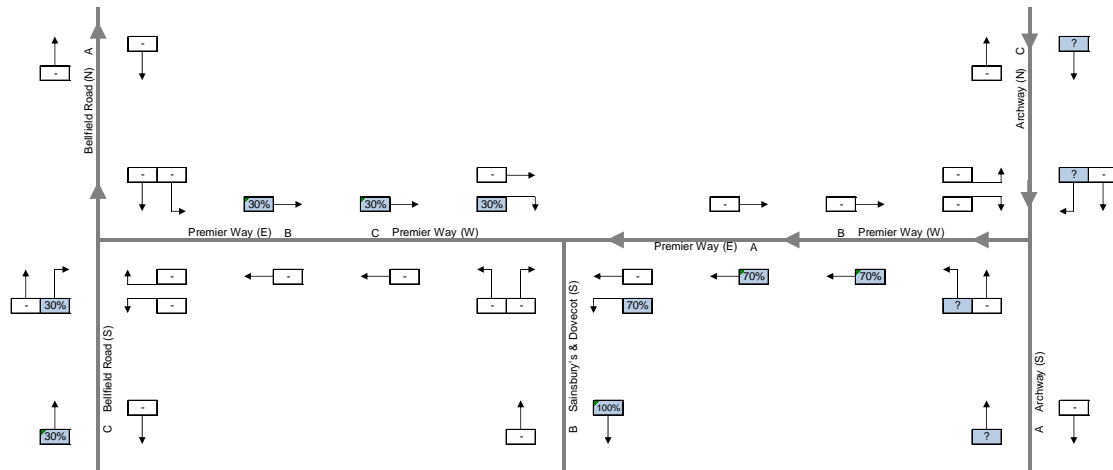 -
?
A
C
-
-
Bellfield Road (N)
Archway (N)
- -
-
-
? -
30%
30%
30%
-
-
-
Premier Way (E) B
C Premier Way (W)
Premier Way (E) A
B Premier Way (W)
-
-
-
-
70%
70%
- 30%
-
- -
70%
? -
Bellfield Road (S)
C
Sainsbury's & Dovecot (S)
B
Archway (S)
A
-
100%
-
30%
-
?